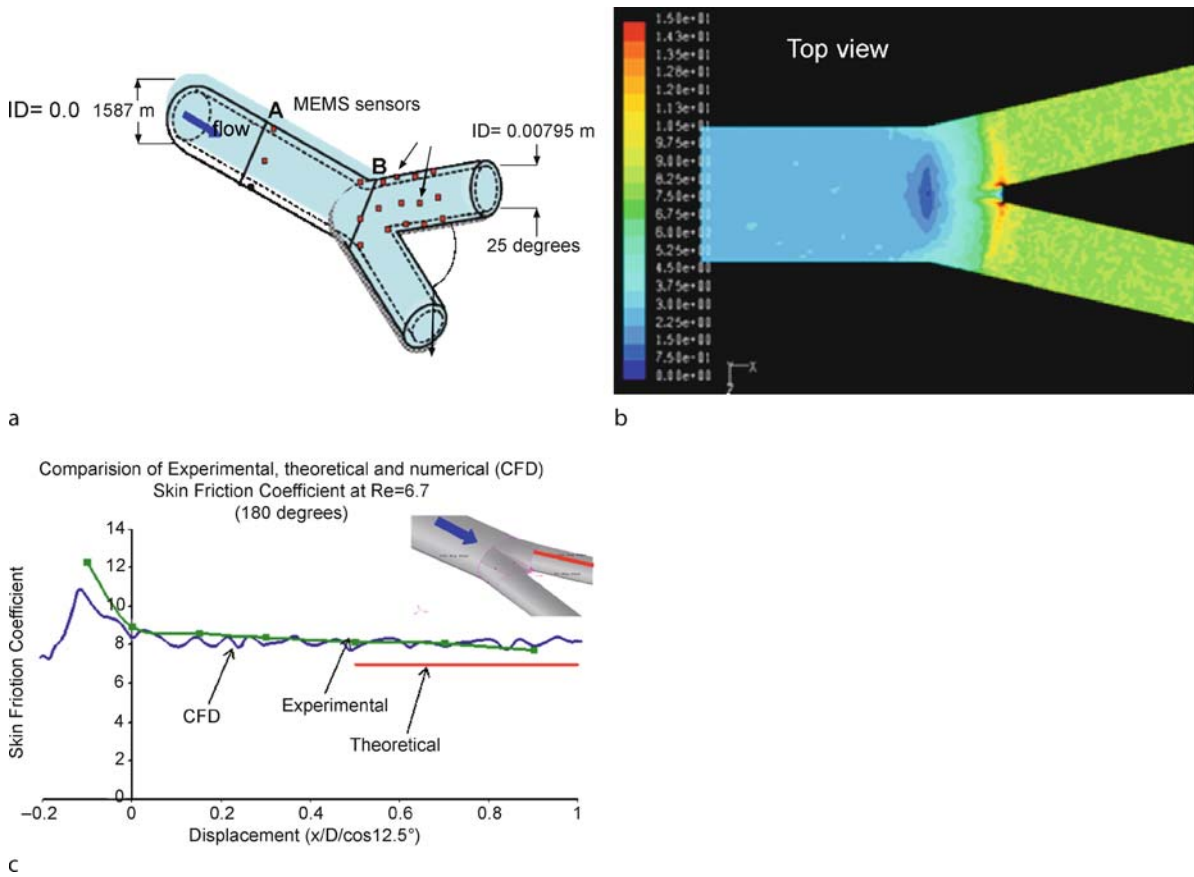 ID= 0.0
1587 m
flow
A
MEMS sensors
B
ID= 0.00795 m
25 degrees
a
Top view
1.50e+01
1.43e+01
1.35e+01
1.28e+01
1.20e+01
1.13e+01
1.05e+01
9.75e+00
9.00e+00
8.25e+00
7.50e+00
6.75e+00
6.00e+00
5.25e+00
4.50e+00
3.75e+00
3.00e+00
2.25e+00
1.50e+00
7.50e-01
0.00e+00
Y
X
Z
b
Comparision of Experimental, theoretical and numerical (CFD)
Skin Friction Coefficient at Re=6.7
(180 degrees)
Skin Friotion Coefficient
14
12
10
8
6
4
2
0
CFD
Experimental
Theoretical
–0.2
0
0.2
0.4
0.6
0.8
1
Displacement (x/D/cos12.5°)
c